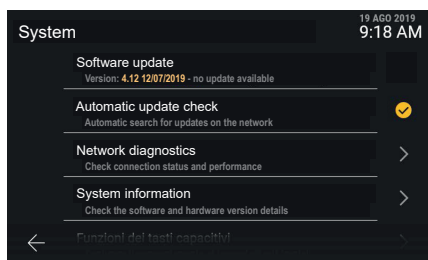 19 AGO 2019
System
9:18 AM
Software update
Version: 4.12 12/07/2019 - no update available
Automatic update check
Automatic search for updates on the network
Network diagnostics
Check connection status and performance
System information
Check the software and hardware version details
Funzioni dei tasti capacitivi